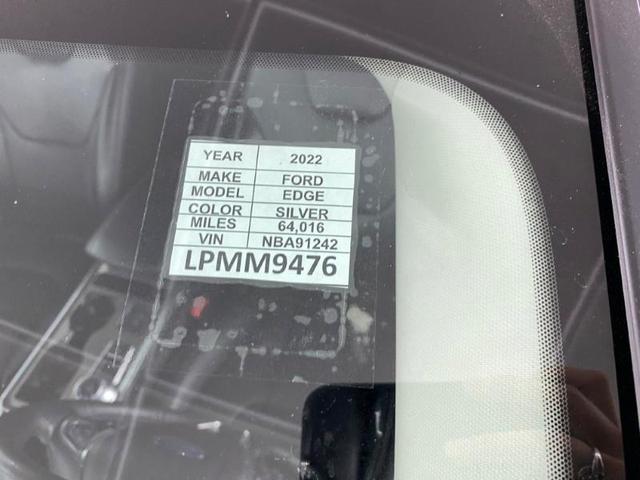 YEAR 2022
MAKE FORD
MODEL EDGE
COLOR SILVER
MILES 64,016
VIN NBA91242
LPMM9476